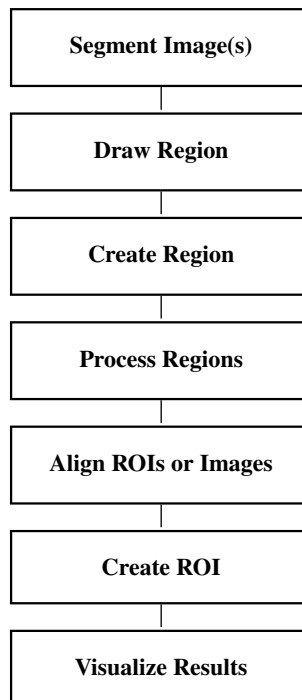 Segment Image(s)
Draw Region
Create Region
Process Regions
Align ROIs or Images
Create ROI
Visualize Results